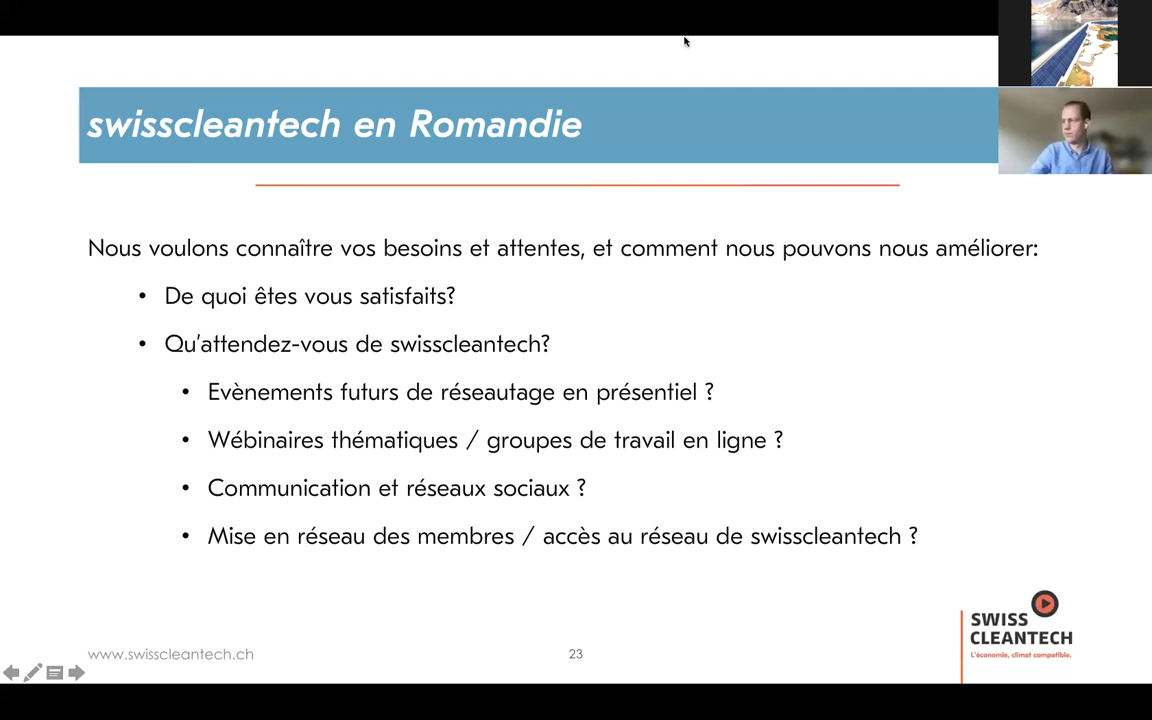 swisscleantech en Romandie
Nous voulons connaître vos besoins et attentes, et comment nous pouvons nous améliorer:
• De quoi êtes vous satisfaits?
• Qu'attendez-vous de swisscleantech?
• Evènements futurs de réseautage en présentiel ?
• Wébinaires thématiques / groupes de travail en ligne ?
• Communication et réseaux sociaux ?
• Mise en réseau des membres / accès au réseau de swisscleantech ?
SWISS
CLEANTECH
L'économie, climat compatible.
www.swisscleantech.ch
23